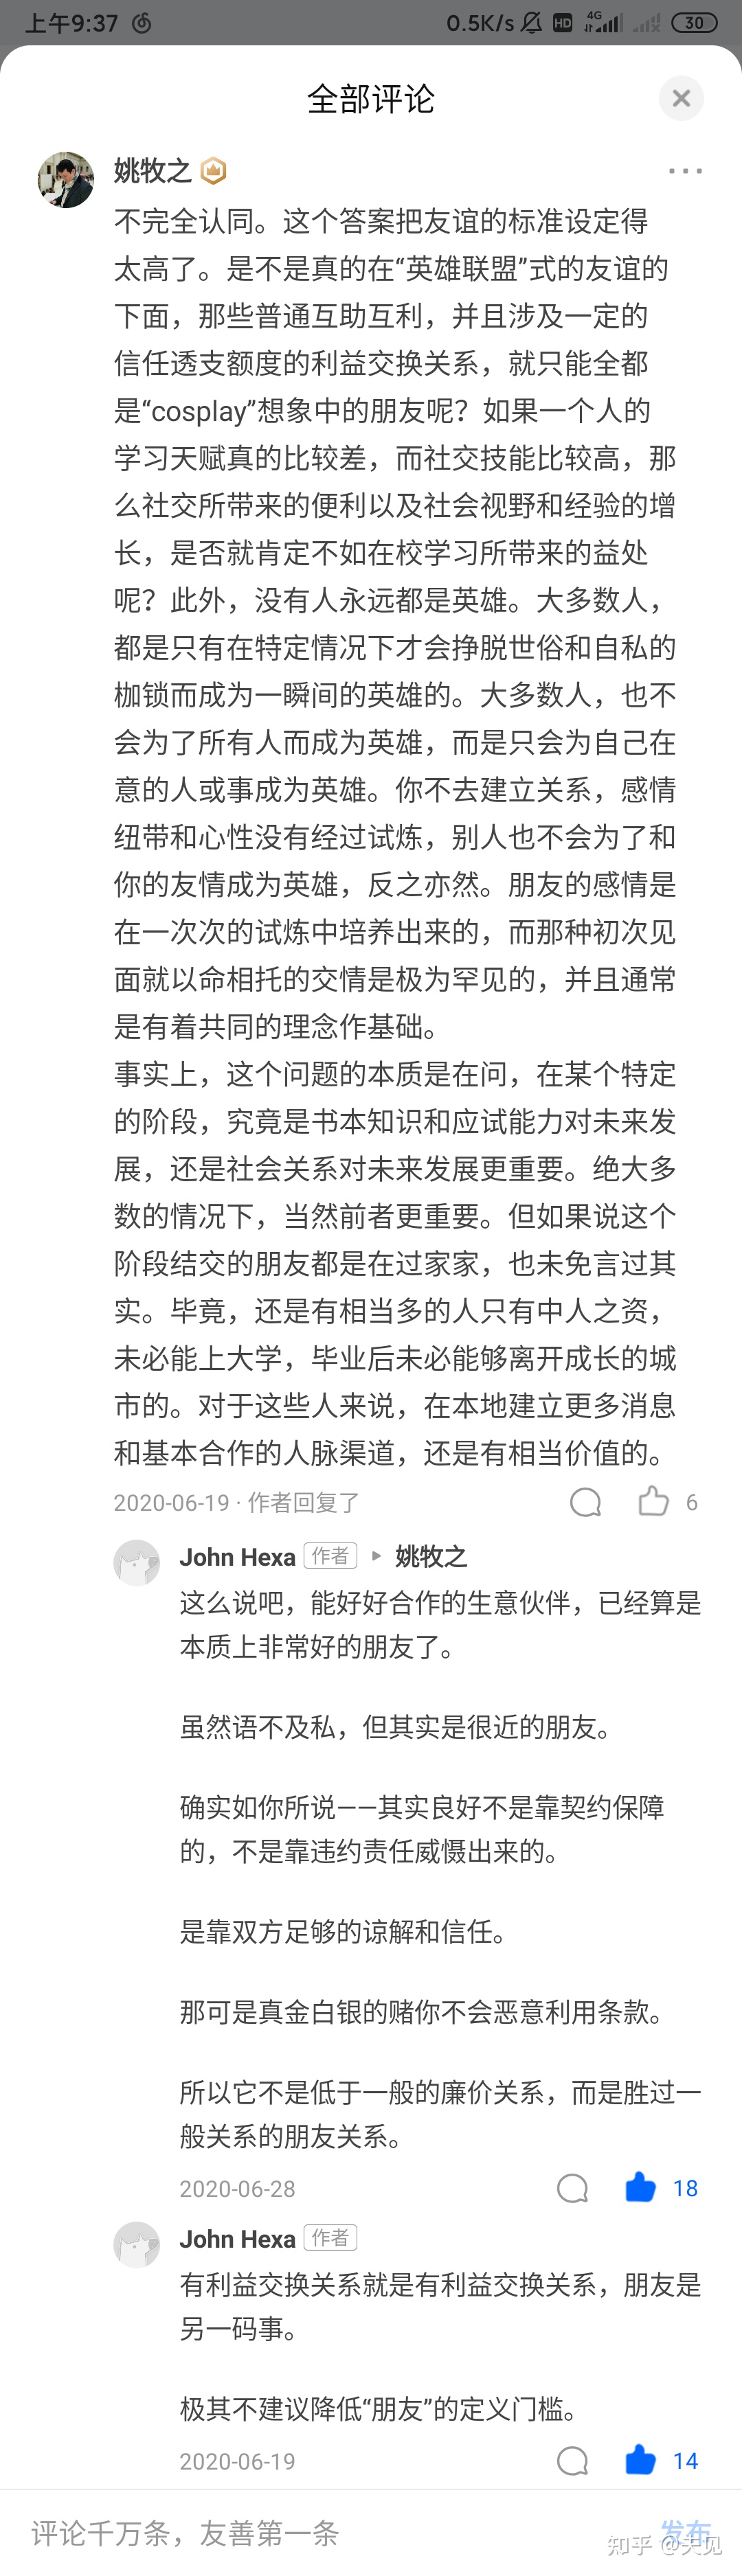 上午9:37
0.5K/s
HD
4G
30
全部评论
姚牧之
不完全认同。这个答案把友谊的标准设定得
太高了。是不是真的在“英雄联盟”式的友谊的
下面，那些普通互助互利，并且涉及一定的
信任透支额度的利益交换关系，就只能全都
是“cosplay”想象中的朋友呢？如果一个人的
学习天赋真的比较差，而社交技能比较高，那
么社交所带来的便利以及社会视野和经验的增
长，是否就肯定不如在校学习所带来的益处
呢？此外，没有人永远都是英雄。大多数人，
都是只有在特定情况下才会挣脱世俗和自私的
枷锁而成为一瞬间的英雄的。大多数人，也不
会为了所有人而成为英雄，而是只会为自己在
意的人或事成为英雄。你不去建立关系，感情
纽带和心性没有经过试炼，别人也不会为了和
你的友情成为英雄，反之亦然。朋友的感情是
在一次次的试炼中培养出来的，而那种初次见
面就以命相托的交情是极为罕见的，并且通常
是有着共同的理念作基础。
事实上，这个问题的本质是在问，在某个特定
的阶段，究竟是书本知识和应试能力对未来发
展，还是社会关系对未来发展更重要。绝大多
数的情况下，当然前者更重要。但如果说这个
阶段结交的朋友都是在过家家，也未免言过其
实。毕竟，还是有相当多的人只有中人之资，
未必能上大学，毕业后未必能够离开成长的城
市的。对于这些人来说，在本地建立更多消息
和基本合作的人脉渠道，还是有相当价值的。
2020-06-19 · 作者回复了
6
John Hexa 作者 ▸ 姚牧之
这么说吧，能好好合作的生意伙伴，已经算是
本质上非常好的朋友了。
虽然语不及私，但其实是很近的朋友。
确实如你所说——其实良好不是靠契约保障
的，不是靠违约责任威慑出来的。
是靠双方足够的谅解和信任。
那可是真金白银的赌你不会恶意利用条款。
所以它不是低于一般的廉价关系，而是胜过一
般关系的朋友关系。
2020-06-28
18
John Hexa 作者
有利益交换关系就是有利益交换关系，朋友是
另一码事。
极其不建议降低“朋友”的定义门槛。
2020-06-19
14
评论千万条，友善第一条
发布
知乎 @天见